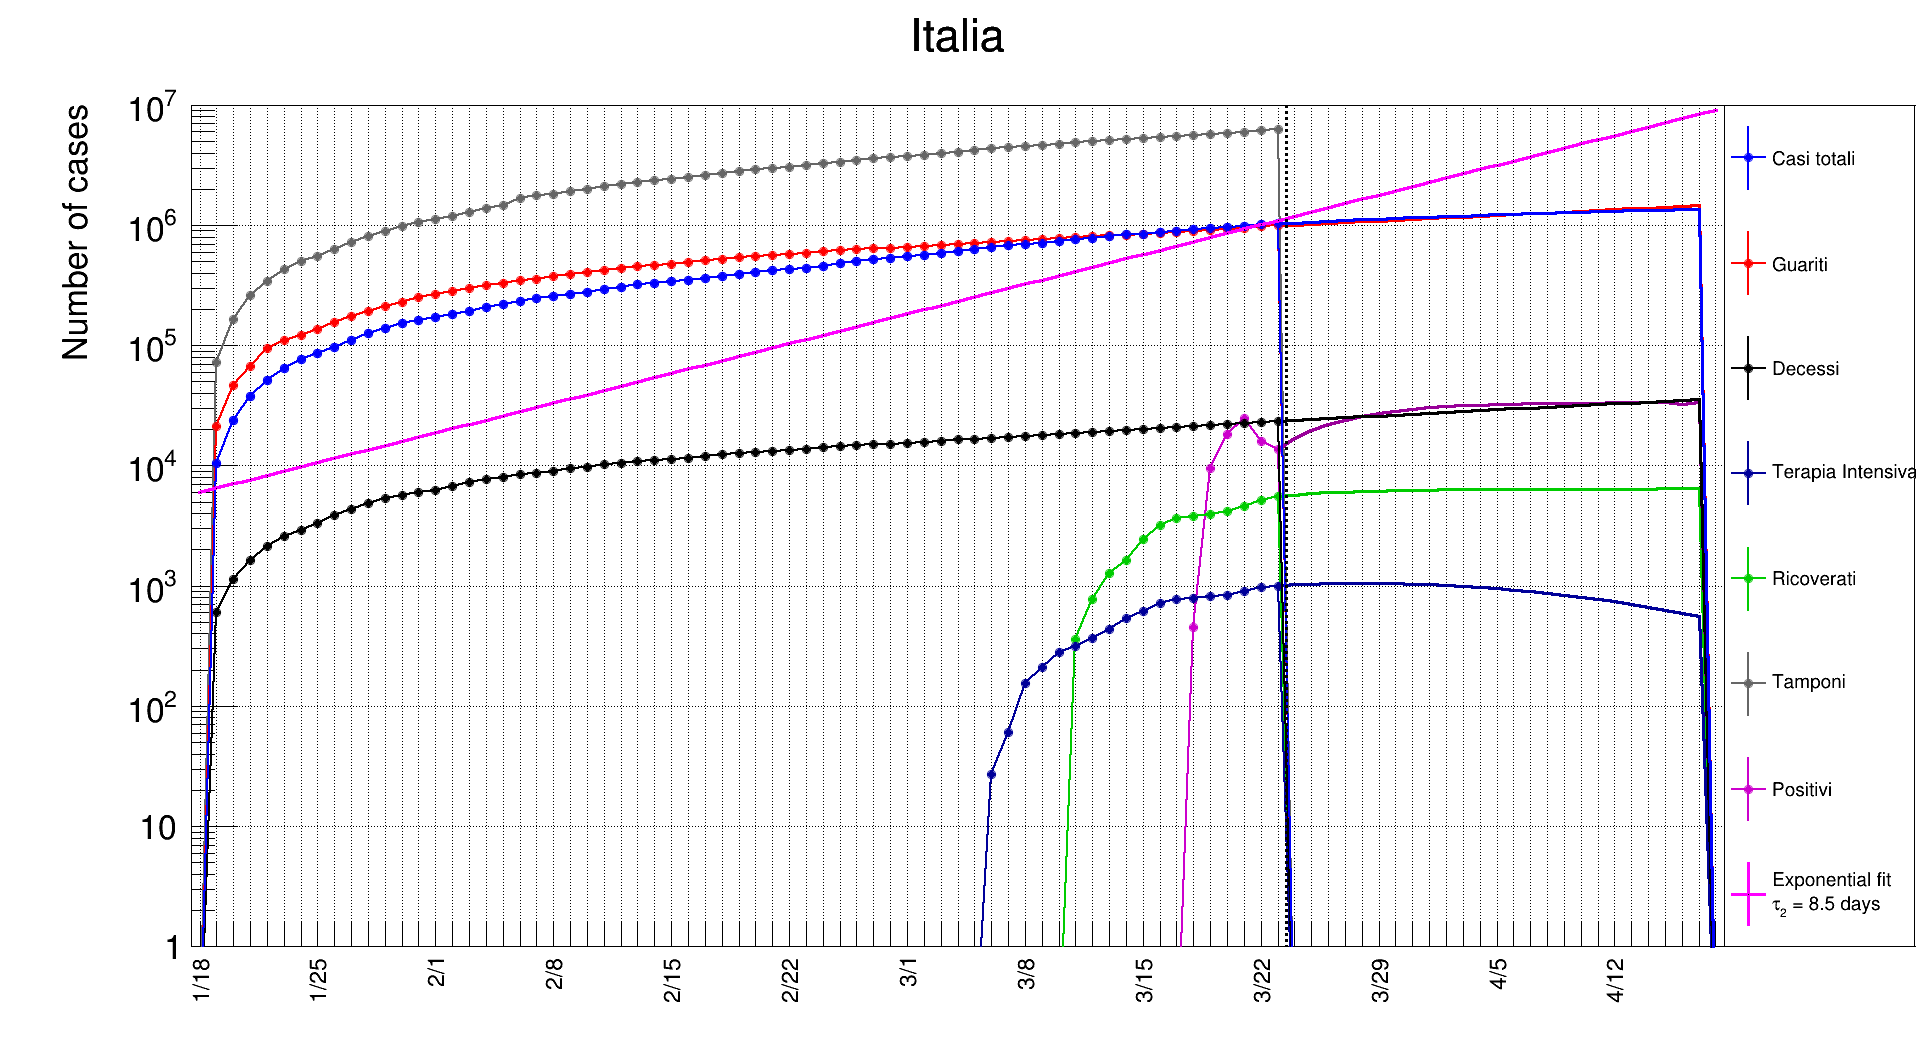 Italia
Number of cases
10^7
10^6
10^5
10^4
10^3
10^2
10
1
1/18
1/25
2/1
2/8
2/15
2/22
3/1
3/8
3/15
3/22
3/29
4/5
4/12
Casi totali
Guariti
Decessi
Terapia Intensiva
Ricoverati
Tamponi
Positivi
Exponential fit
τ_2 = 8.5 days